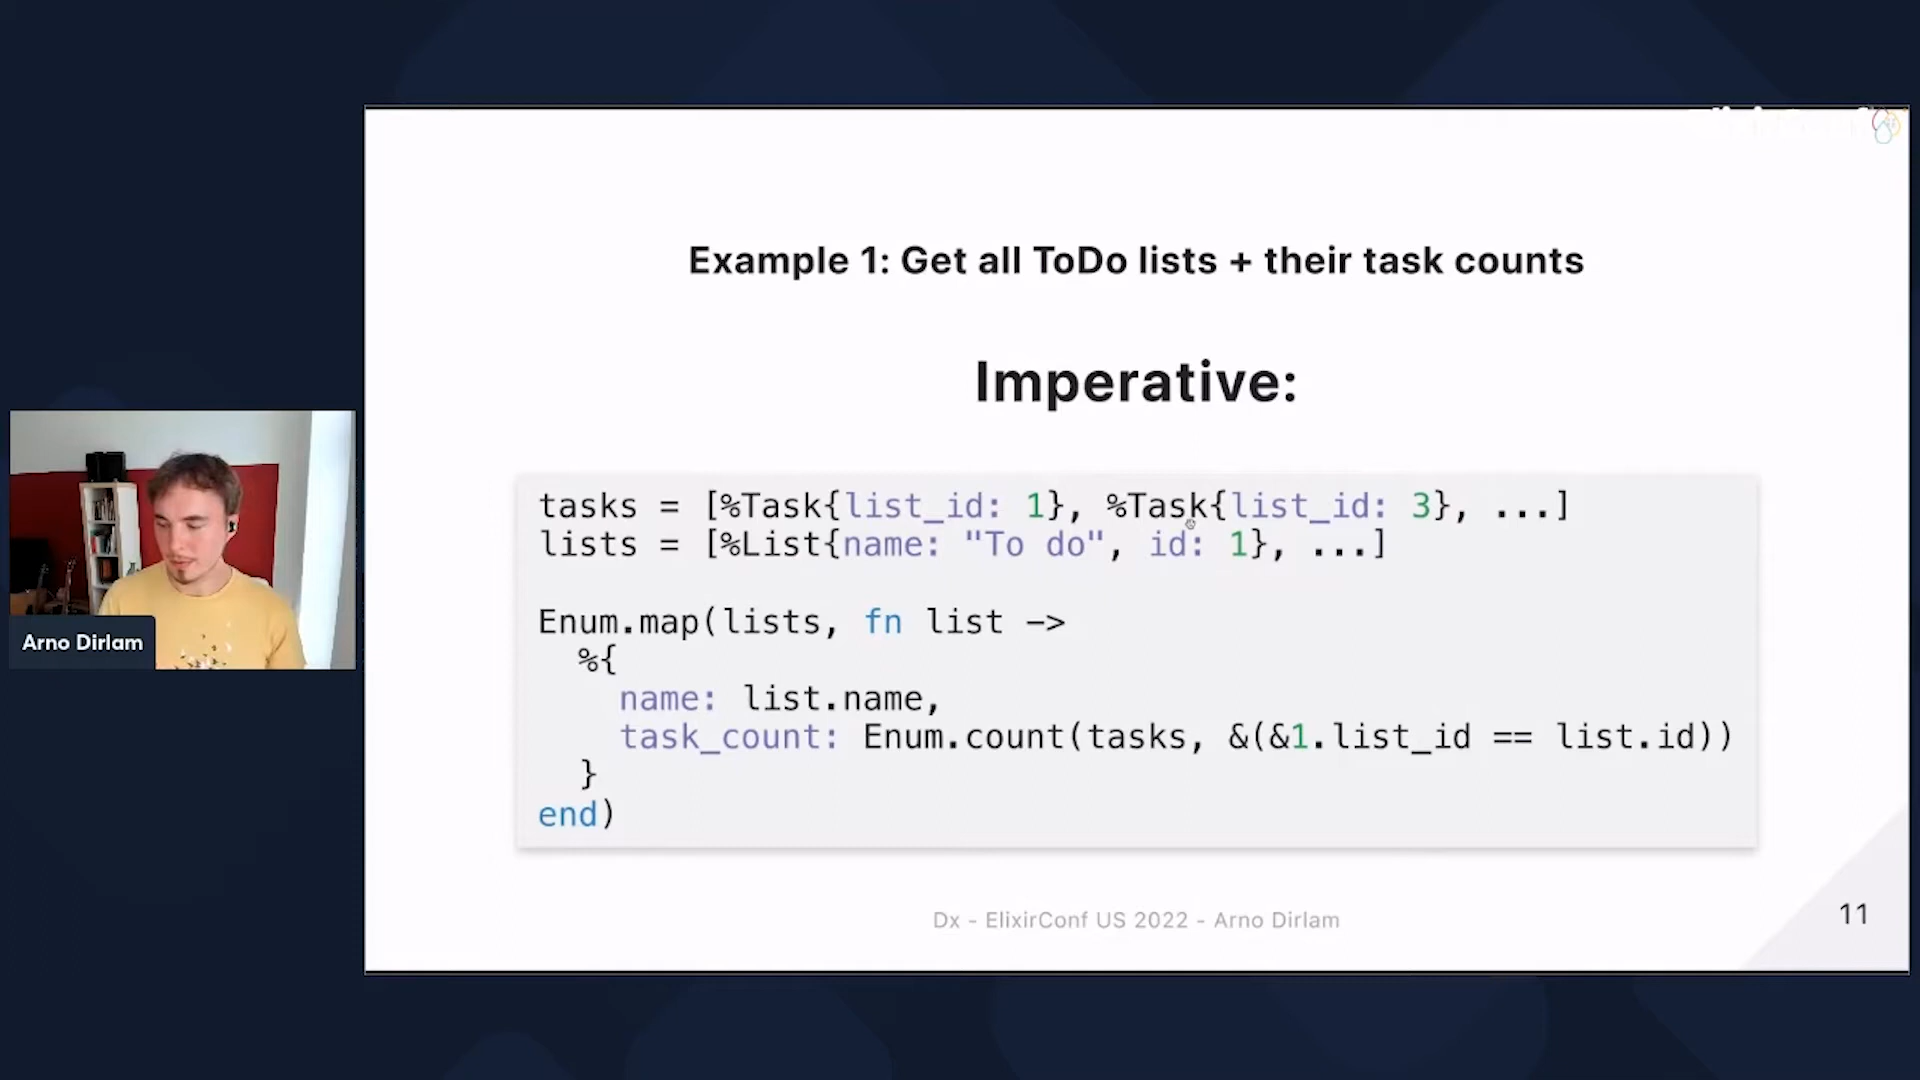 Example 1: Get all ToDo lists + their task counts
Imperative:
tasks = [%Task{list_id: 1}, %Task{list_id: 3}, ...]
lists = [%List{name: "To do", id: 1}, ...]
Enum.map(lists, fn list ->
%{
name: list.name,
task_count: Enum.count(tasks, &(&1.list_id == list.id))
}
end)
Arno Dirlam
Dx - ElixirConf US 2022 - Arno Dirlam
11